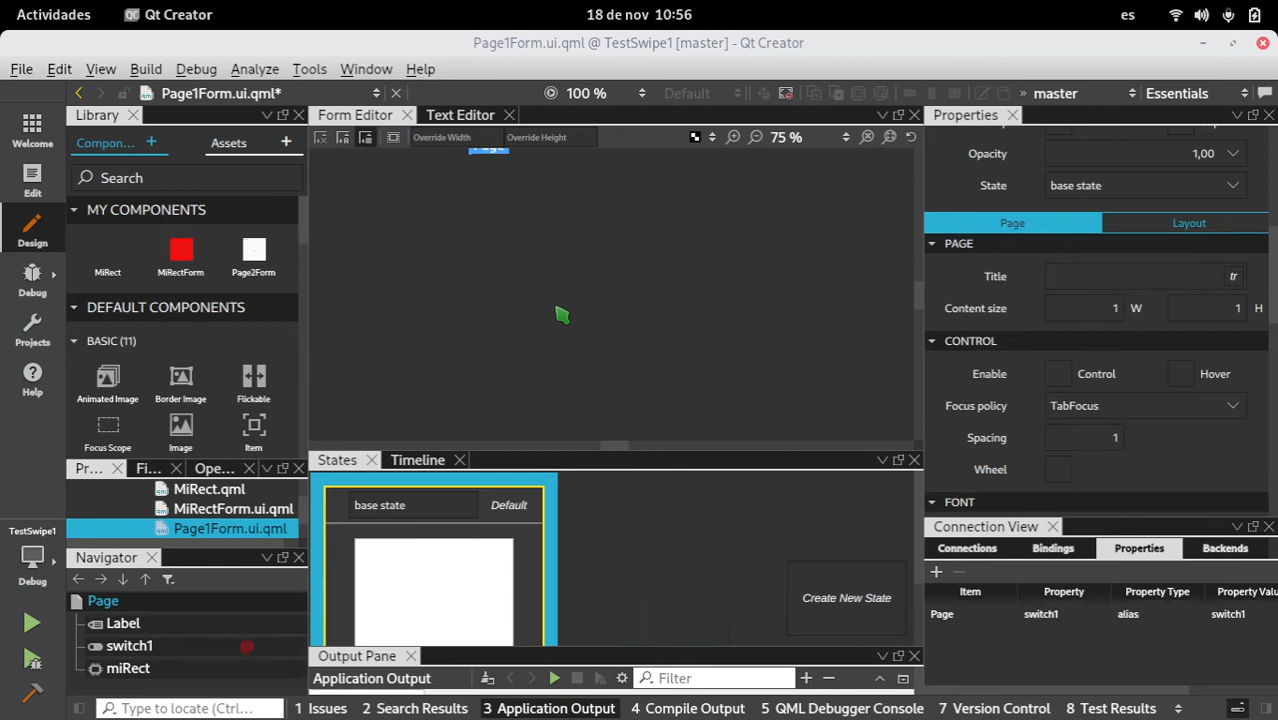 Actividades Qt Creator 18 de nov 10:56 es
Page1Form.ui.qml @ TestSwipe1 [master] - Qt Creator
File Edit View Build Debug Analyze Tools Window Help
Page1Form.ui.qml* 100 % Default » master Essentials
Welcome
Edit
Design
Debug
Projects
Help
TestSwipe1
Debug
Library
Compon... + Assets +
Search
MY COMPONENTS
MiRect MiRectForm Page2Form
DEFAULT COMPONENTS
BASIC (11)
Animated Image Border Image Flickable
Focus Scope Image Item
Pr... Fi... Ope...
MiRect.qml
MiRectForm.ui.qml
Page1Form.ui.qml
Navigator
Page
Label
switch1
miRect
Form Editor Text Editor
Override Width Override Height 75 %
Page
States Timeline
base state Default
Create New State
Output Pane
Application Output Filter
Properties
Opacity 1,00
State base state
Page Layout
PAGE
Title tr
Content size 1 W 1 H
CONTROL
Enable Control Hover
Focus policy TabFocus
Spacing 1
Wheel
FONT
Connection View
Connections Bindings Properties Backends
Item Property Property Type Property Valu
Page switch1 alias switch1
Type to locate (Ctrl... 1 Issues 2 Search Results 3 Application Output 4 Compile Output 5 QML Debugger Console 7 Version Control 8 Test Results